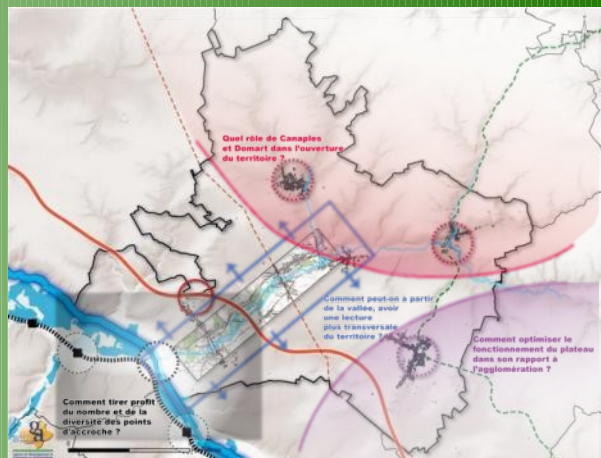 Quel rôle de Canaples
et Domart dans l'ouverture
du territoire ?
Comment peut-on à partir
de la vallée, avoir
une lecture
plus transversale
du territoire ?
Comment optimiser le
fonctionnement du plateau
dans son rapport à
l'agglomération ?
Comment tirer profit
du nombre et de la
diversité des points
d'accroche ?